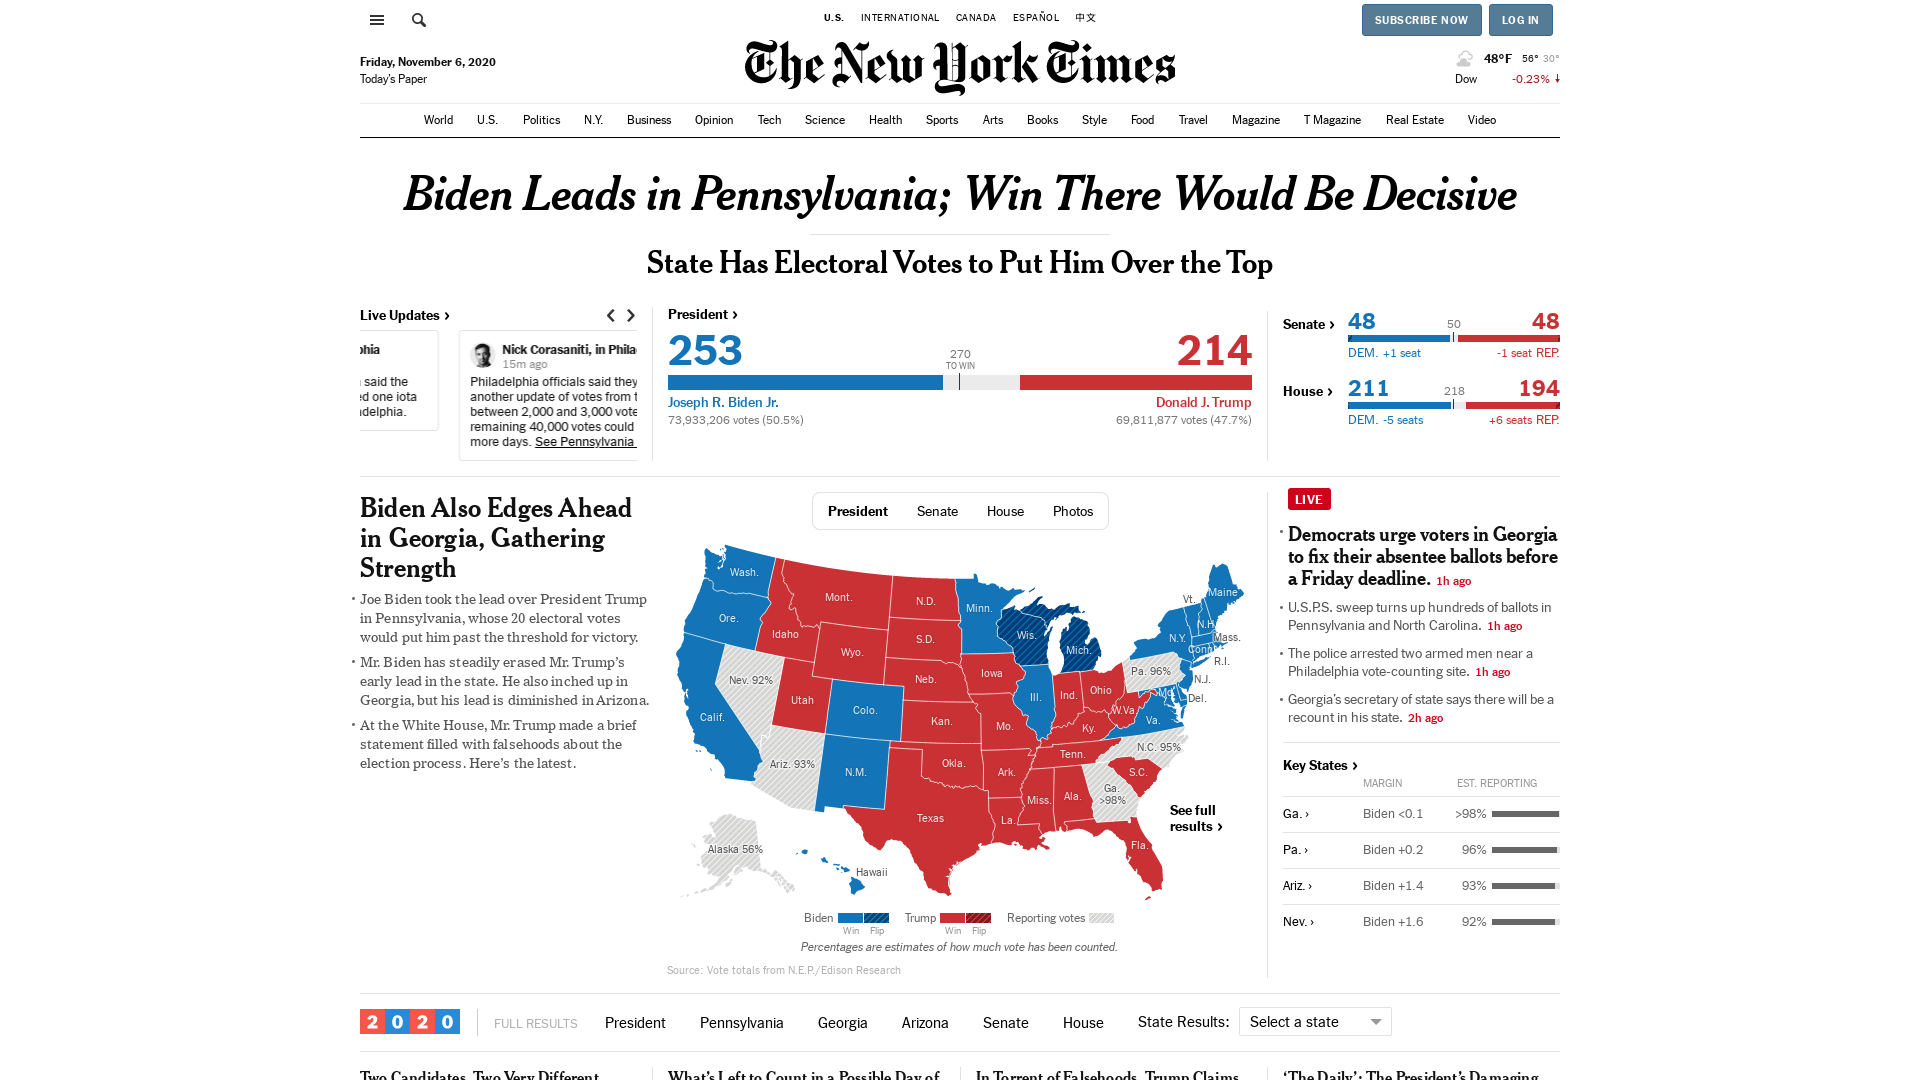 U.S. INTERNATIONAL CANADA ESPAÑOL 中文
SUBSCRIBE NOW LOG IN
The New York Times
Friday, November 6, 2020
Today's Paper
48°F 56° 30°
Dow -0.23% ↓
World U.S. Politics N.Y. Business Opinion Tech Science Health Sports Arts Books Style Food Travel Magazine T Magazine Real Estate Video
Biden Leads in Pennsylvania; Win There Would Be Decisive
State Has Electoral Votes to Put Him Over the Top
Live Updates ›
said the
one iota
Nick Corasaniti, in
15m ago
Philadelphia officials said they
another update of votes from
between 2,000 and 3,000
remaining 40,000 votes could
more days. See Pennsylvania
President ›
253
270
TO WIN
214
Joseph R. Biden Jr.
Donald J. Trump
73,933,206 votes (50.5%)
69,811,877 votes (47.7%)
Senate ›
48 50 48
DEM. +1 seat -1 seat REP.
House ›
211 218 194
DEM. -5 seats +6 seats REP.
Biden Also Edges Ahead
in Georgia, Gathering
Strength
• Joe Biden took the lead over President Trump
in Pennsylvania, whose 20 electoral votes
would put him past the threshold for victory.
• Mr. Biden has steadily erased Mr. Trump's
early lead in the state. He also inched up in
Georgia, but his lead is diminished in Arizona.
• At the White House, Mr. Trump made a brief
statement filled with falsehoods about the
election process. Here's the latest.
President Senate House Photos
Wash.
Ore.
Calif.
Nev. 92%
Idaho
Mont.
Wyo.
Utah
Ariz. 93%
Colo.
N.M.
N.D.
S.D.
Neb.
Kan.
Okla.
Texas
Minn.
Iowa
Mo.
Ark.
La.
Wis.
Ill.
Mich.
Ind.
Ohio
Ky.
Tenn.
Miss.
Ala.
Ga.
>98%
Fla.
S.C.
N.C. 95%
Va.
W.Va.
Pa. 96%
N.Y.
Vt.
N.H.
Maine
Mass.
Conn.
R.I.
N.J.
Del.
Md.
Alaska 56%
Hawaii
See full
results ›
Biden Trump Reporting votes
Win Flip Win Flip
Percentages are estimates of how much vote has been counted.
Source: Vote totals from N.E.P./Edison Research
LIVE
• Democrats urge voters in Georgia
to fix their absentee ballots before
a Friday deadline. 1h ago
• U.S.P.S. sweep turns up hundreds of ballots in
Pennsylvania and North Carolina. 1h ago
• The police arrested two armed men near a
Philadelphia vote-counting site. 1h ago
• Georgia's secretary of state says there will be a
recount in his state. 2h ago
Key States ›
MARGIN EST. REPORTING
Ga. › Biden <0.1 >98%
Pa. › Biden +0.2 96%
Ariz. › Biden +1.4 93%
Nev. › Biden +1.6 92%
2020 FULL RESULTS President Pennsylvania Georgia Arizona Senate House State Results: Select a state
Two Candidates, Two Very Different
What's Left to Count in a Possible Day of
In Torrent of Falsehoods, Trump Claims
'The Daily': The President's Damaging